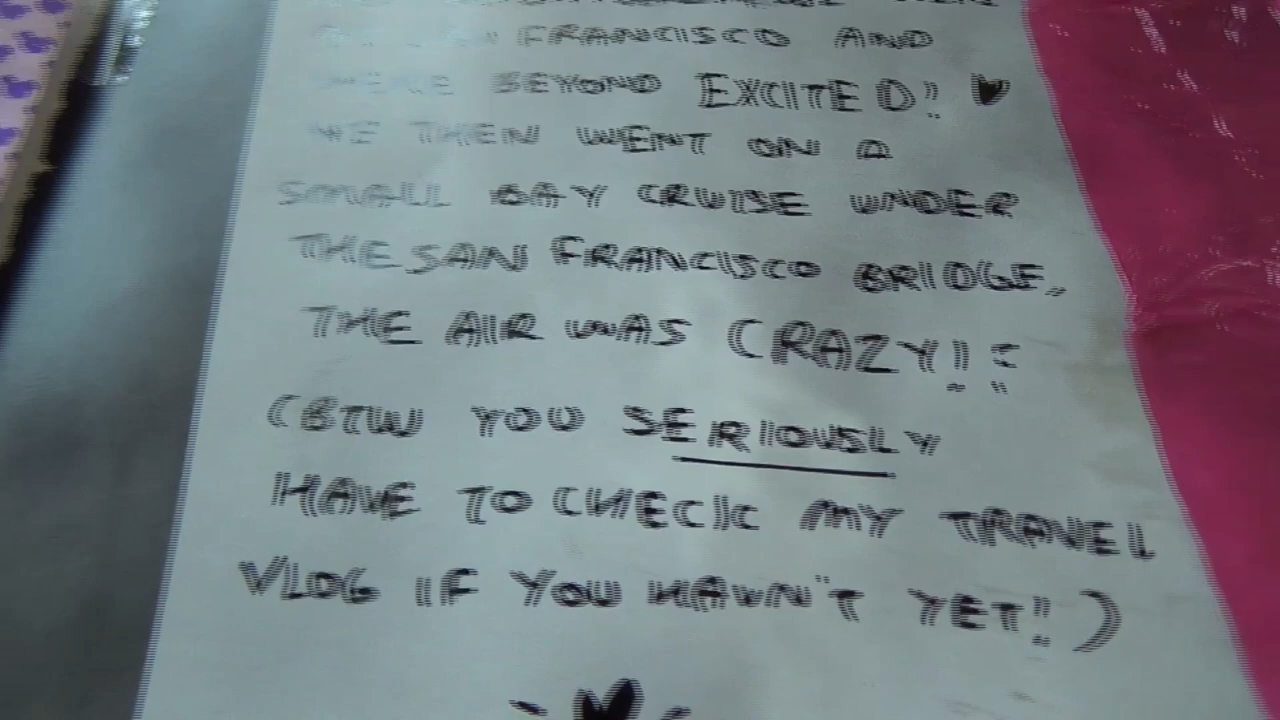 FRANCISCO AND
WERE BEYOND EXCITED!! ♥
WE THEN WENT ON A
SMALL BAY CRUISE UNDER
THE SAN FRANCISCO BRIDGE..
THE AIR WAS CRAZY!!
(BTW YOU SERIOUSLY
HAVE TO CHECK MY TRAVEL
VLOG IF YOU HAVN'T YET!!)